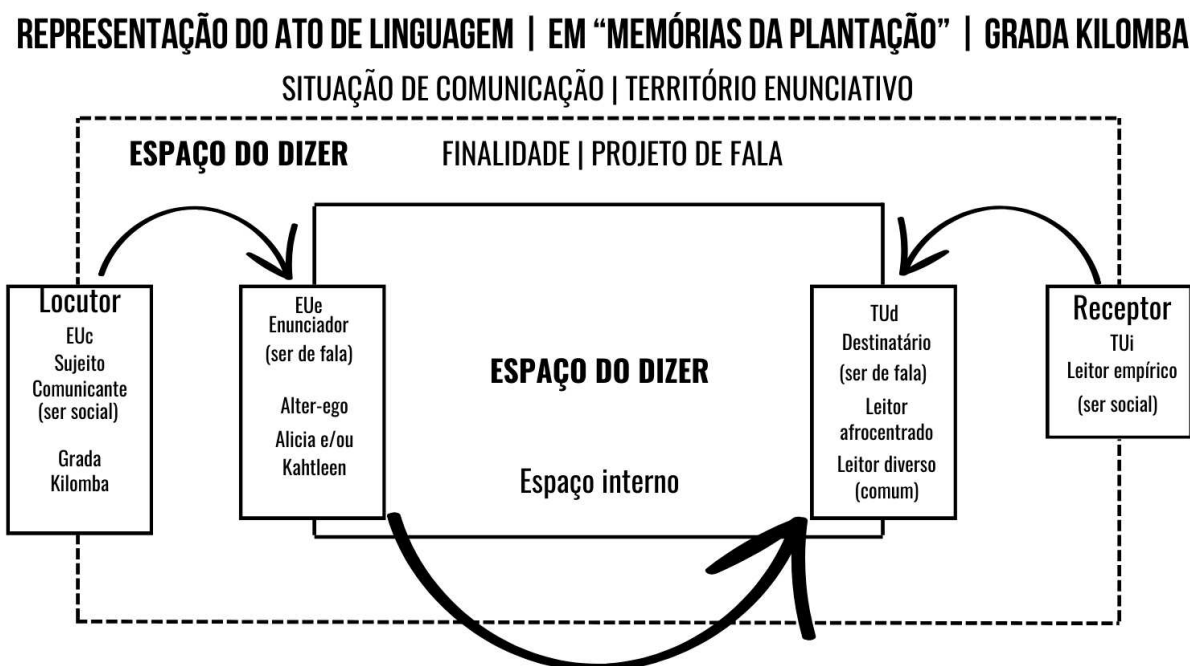 REPRESENTAÇÃO DO ATO DE LINGUAGEM | EM “MEMÓRIAS DA PLANTAÇÃO” | GRADA KILOMBA
SITUAÇÃO DE COMUNICAÇÃO | TERRITÓRIO ENUNCIATIVO
ESPAÇO DO DIZER
FINALIDADE | PROJETO DE FALA
Locutor
EUc
Sujeito
Comunicante
(ser social)
Grada
Kilomba
EUe
Enunciador
(ser de fala)
Alter-ego
Alicia e/ou
Kahtleen
ESPAÇO DO DIZER
Espaço interno
TUd
Destinatário
(ser de fala)
Leitor
afrocentrado
Leitor diverso
(comum)
Receptor
TUi
Leitor empírico
(ser social)